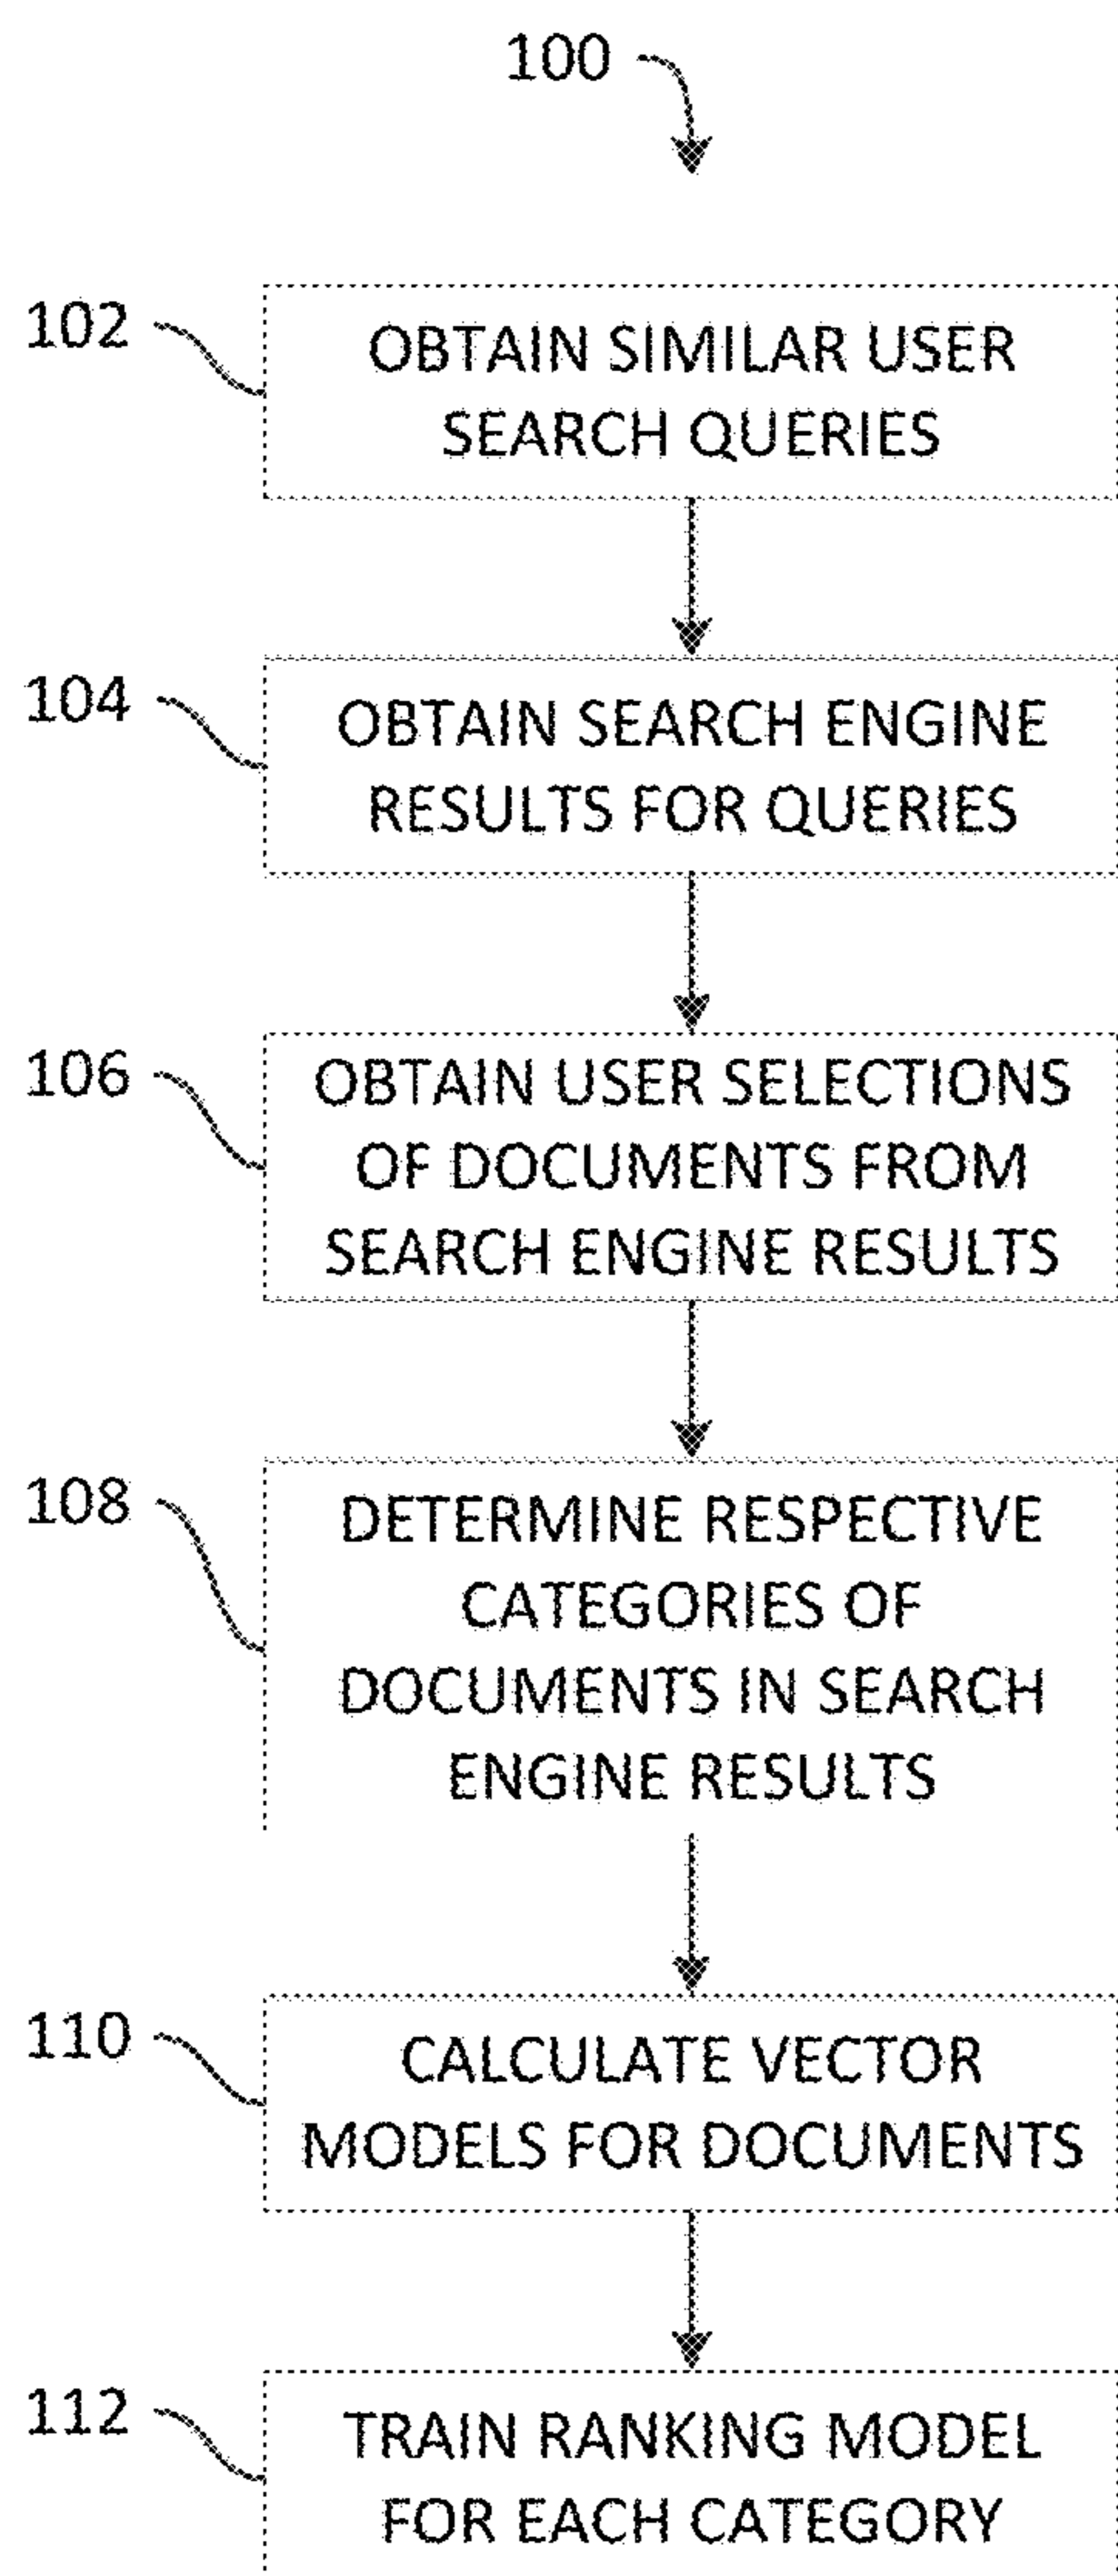 100
102
OBTAIN SIMILAR USER
SEARCH QUERIES
104
OBTAIN SEARCH ENGINE
RESULTS FOR QUERIES
106
OBTAIN USER SELECTIONS
OF DOCUMENTS FROM
SEARCH ENGINE RESULTS
108
DETERMINE RESPECTIVE
CATEGORIES OF
DOCUMENTS IN SEARCH
ENGINE RESULTS
110
CALCULATE VECTOR
MODELS FOR DOCUMENTS
112
TRAIN RANKING MODEL
FOR EACH CATEGORY